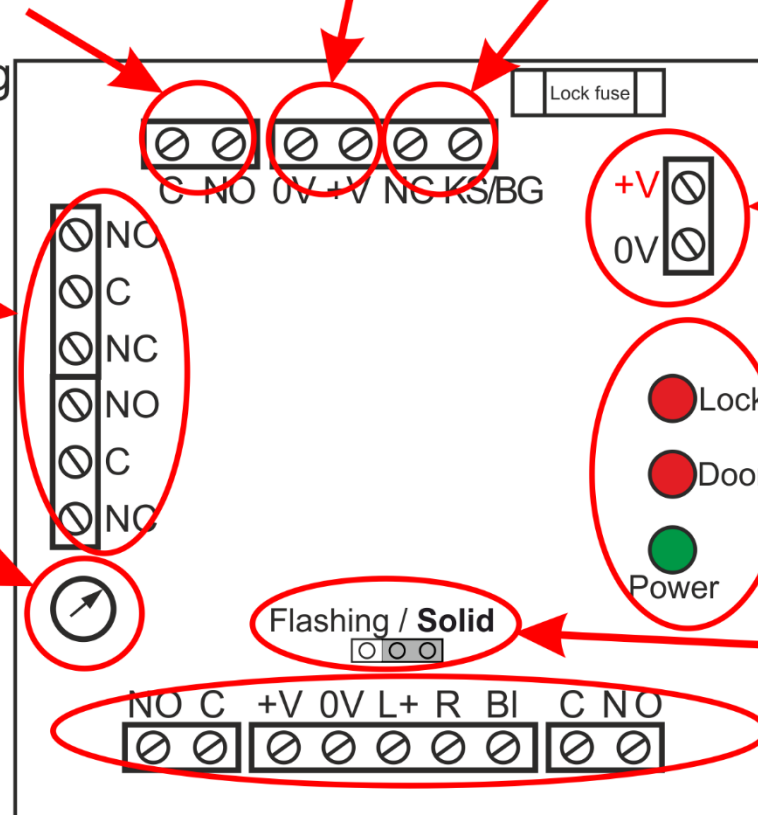 g
Lock fuse
C NO 0V +V NC KS/BG
+V
0V
NO
C
NC
NO
C
NC
Lock
Door
Power
Flashing / Solid
NO C +V 0V L+ R BI C NO